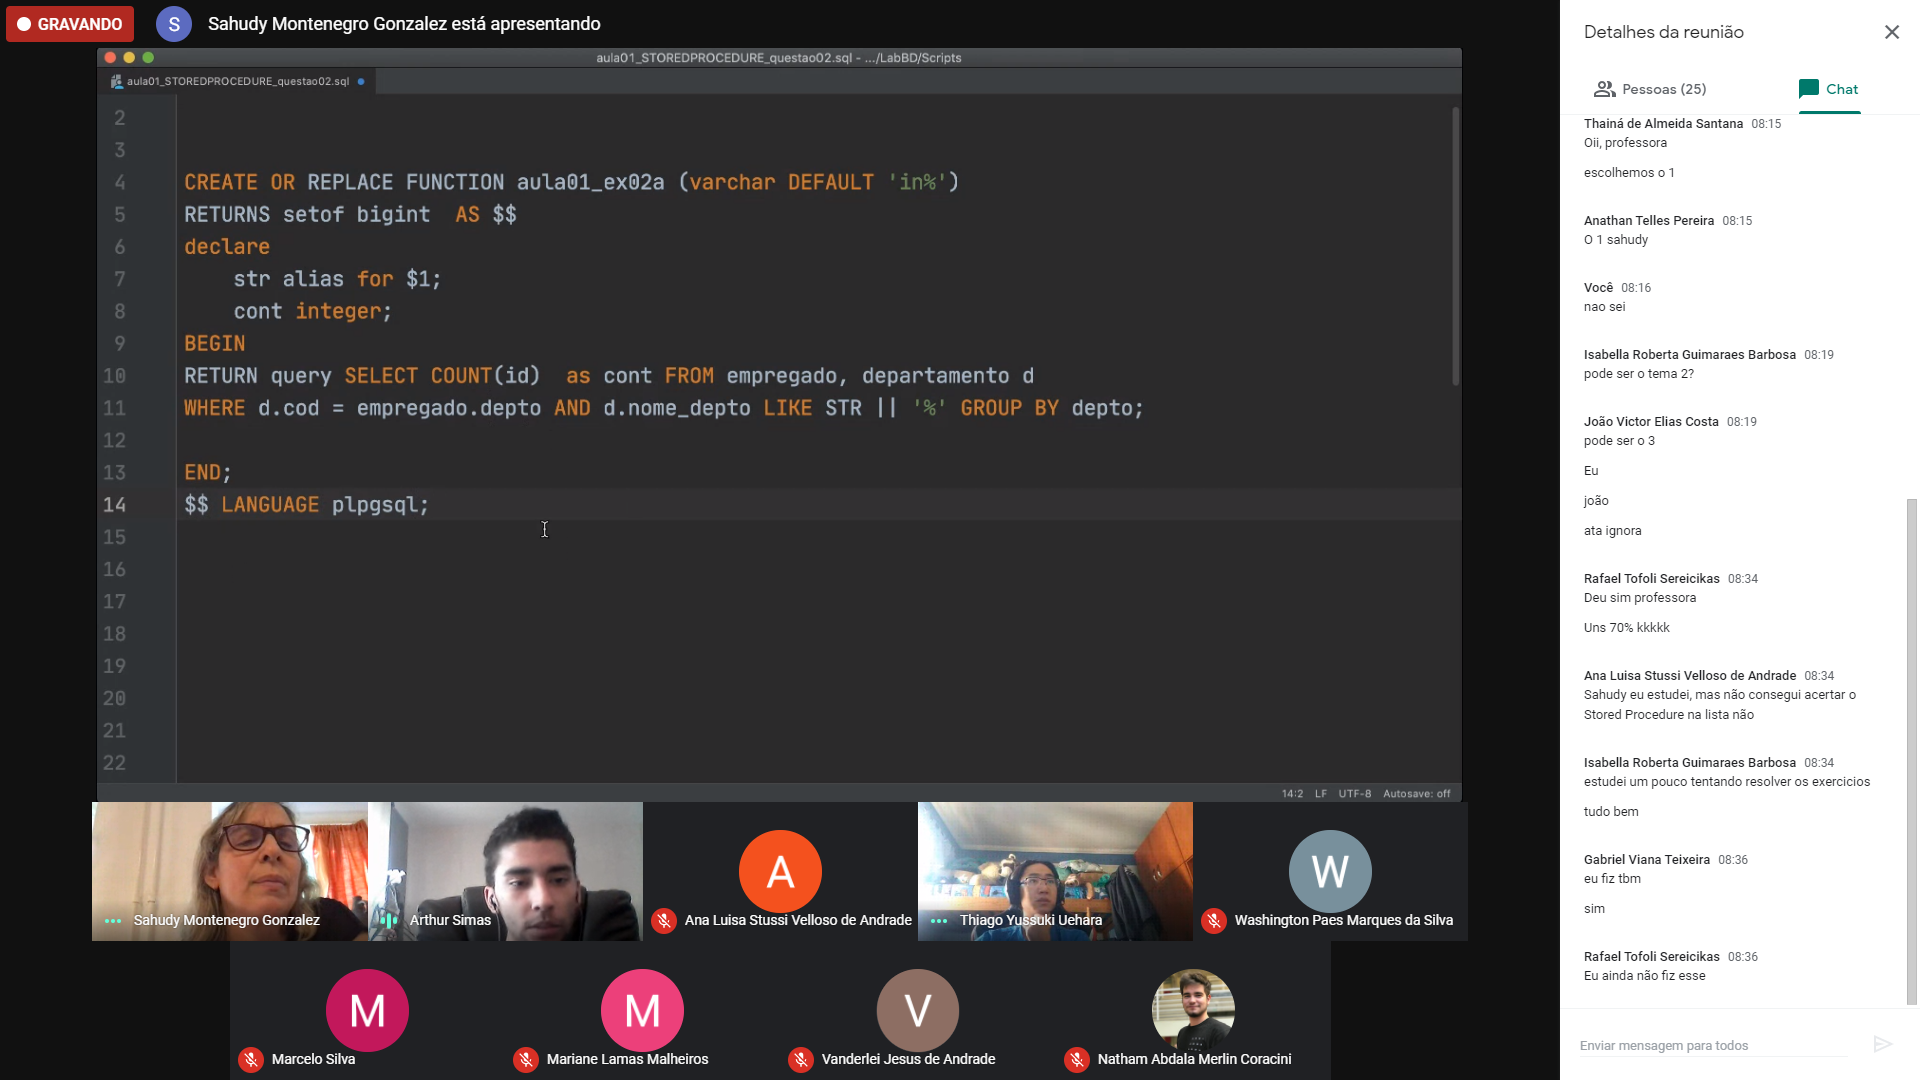 GRAVANDO
S
Sahudy Montenegro Gonzalez está apresentando
aula01_STOREDPROCEDURE_questao02.sql - .../LabBD/Scripts
aula01_STOREDPROCEDURE_questao02.sql
2
3
4 CREATE OR REPLACE FUNCTION aula01_ex02a (varchar DEFAULT 'in%')
5 RETURNS setof bigint  AS $$
6 declare
7     str alias for $1;
8     cont integer;
9 BEGIN
10 RETURN query SELECT COUNT(id)  as cont FROM empregado, departamento d
11 WHERE d.cod = empregado.depto AND d.nome_depto LIKE STR || '%' GROUP BY depto;
12
13 END;
14 $$ LANGUAGE plpgsql;
15
16
17
18
19
20
21
22
14:2 LF UTF-8 Autosave: off
Sahudy Montenegro Gonzalez
Arthur Simas
A
Ana Luisa Stussi Velloso de Andrade
Thiago Yussuki Uehara
W
Washington Paes Marques da Silva
M
Marcelo Silva
M
Mariane Lamas Malheiros
V
Vanderlei Jesus de Andrade
Natham Abdala Merlin Coracini
Detalhes da reunião
Pessoas (25)
Chat
Thainá de Almeida Santana 08:15
Oii, professora
escolhemos o 1
Anathan Telles Pereira 08:15
O 1 sahudy
Você 08:16
nao sei
Isabella Roberta Guimaraes Barbosa 08:19
pode ser o tema 2?
João Victor Elias Costa 08:19
pode ser o 3
Eu
joão
ata ignora
Rafael Tofoli Sereicikas 08:34
Deu sim professora
Uns 70% kkkkk
Ana Luisa Stussi Velloso de Andrade 08:34
Sahudy eu estudei, mas não consegui acertar o
Stored Procedure na lista não
Isabella Roberta Guimaraes Barbosa 08:34
estudei um pouco tentando resolver os exercicios
tudo bem
Gabriel Viana Teixeira 08:36
eu fiz tbm
sim
Rafael Tofoli Sereicikas 08:36
Eu ainda não fiz esse
Enviar mensagem para todos